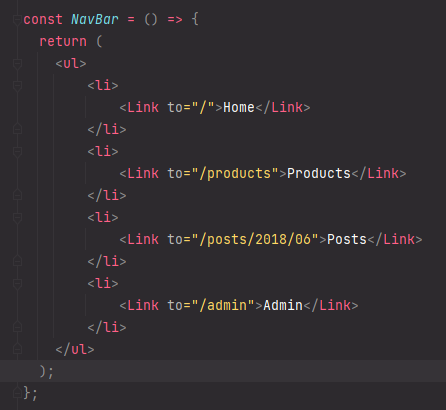 const NavBar = () => {
  return (
    <ul>
        <li>
            <Link to="/">Home</Link>
        </li>
        <li>
            <Link to="/products">Products</Link>
        </li>
        <li>
            <Link to="/posts/2018/06">Posts</Link>
        </li>
        <li>
            <Link to="/admin">Admin</Link>
        </li>
    </ul>
  );
};